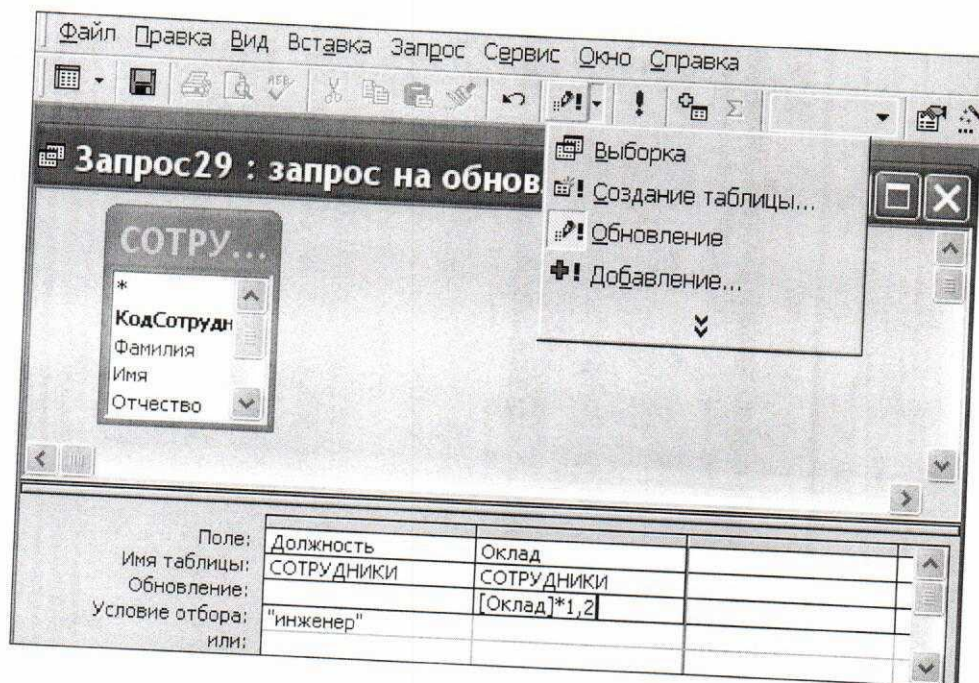 Файл Правка Вид Вставка Запрос Сервис Окно Справка
Запрос29 : запрос на обнов
Выборка
Создание таблицы...
Обновление
Добавление...
СОТРУ...
*
КодСотрудн
Фамилия
Имя
Отчество
Поле: Должность Оклад
Имя таблицы: СОТРУДНИКИ СОТРУДНИКИ
Обновление: [Оклад]*1,2
Условие отбора: "инженер"
или: